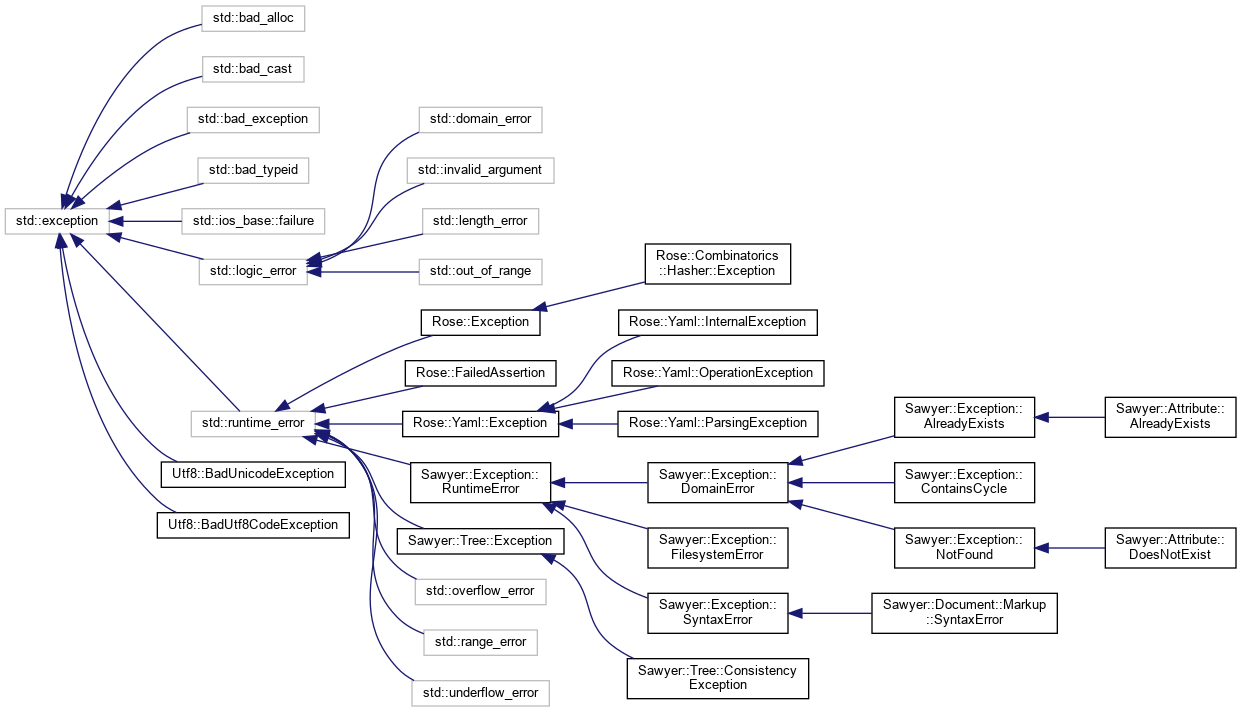 std::bad_alloc
std::bad_cast
std::bad_exception
std::bad_typeid
std::exception
std::ios_base::failure
std::logic_error
std::domain_error
std::invalid_argument
std::length_error
std::out_of_range
Rose::Combinatorics
::Hasher::Exception
Rose::Exception
Rose::Yaml::InternalException
Rose::FailedAssertion
Rose::Yaml::OperationException
std::runtime_error
Rose::Yaml::Exception
Rose::Yaml::ParsingException
Sawyer::Exception::
AlreadyExists
Sawyer::Attribute::
AlreadyExists
Utf8::BadUnicodeException
Sawyer::Exception::
RuntimeError
Sawyer::Exception::
DomainError
Sawyer::Exception::
ContainsCycle
Utf8::BadUtf8CodeException
Sawyer::Tree::Exception
Sawyer::Exception::
FilesystemError
Sawyer::Exception::
NotFound
Sawyer::Attribute::
DoesNotExist
std::overflow_error
Sawyer::Exception::
SyntaxError
Sawyer::Document::Markup
::SyntaxError
std::range_error
Sawyer::Tree::Consistency
Exception
std::underflow_error